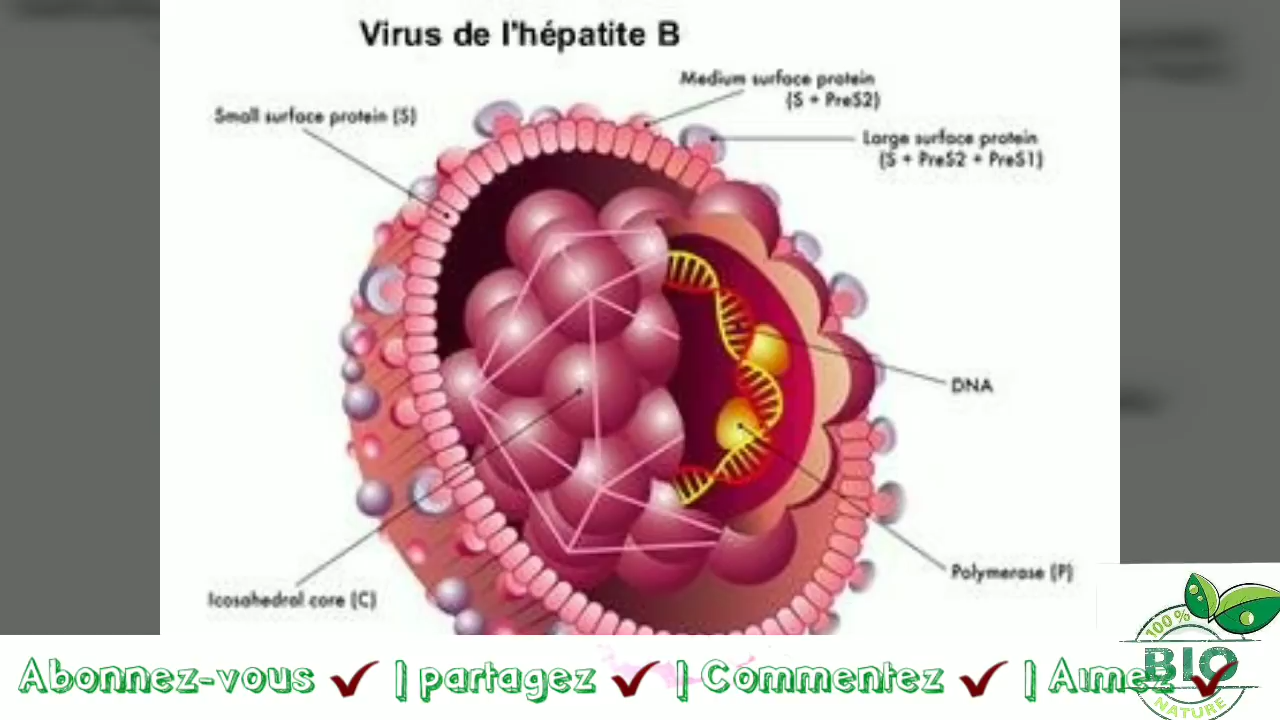 Virus de l'hépatite B
Medium surface protein
(S + PreS2)
Small surface protein (S)
Large surface protein
(S + PreS2 + PreS1)
DNA
Polymerase (P)
Icosahedral core (C)
100 %
BIO
NATURE
Abonnez-vous ✔ | partagez ✔ | Commentez ✔ | Aimez ✔